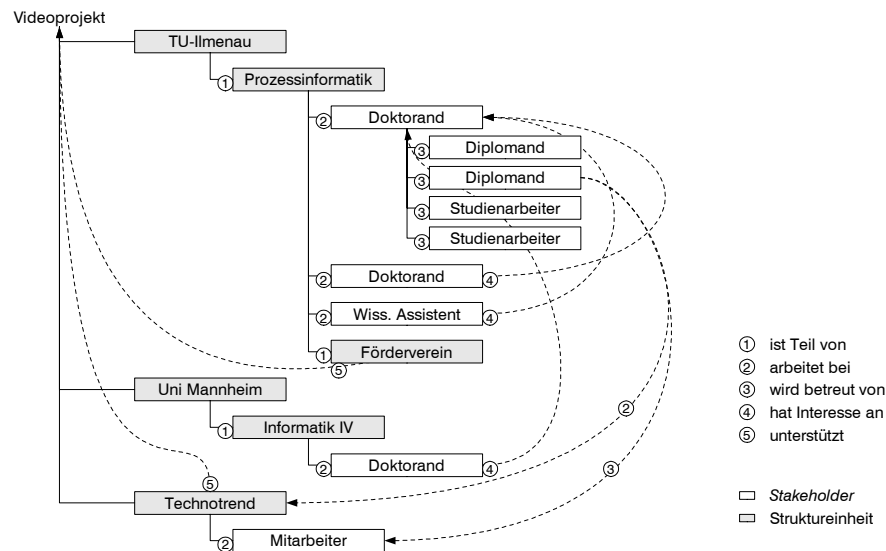 Videoprojekt
TU-Ilmenau
1 Prozessinformatik
2 Doktorand
3 Diplomand
3 Diplomand
3 Studienarbeiter
3 Studienarbeiter
2 Doktorand 4
2 Wiss. Assistent 4
1 Förderverein
5
Uni Mannheim
1 Informatik IV
2 Doktorand 4
5
Technotrend
2 Mitarbeiter
2
3
1 ist Teil von
2 arbeitet bei
3 wird betreut von
4 hat Interesse an
5 unterstützt
Stakeholder
Struktureinheit